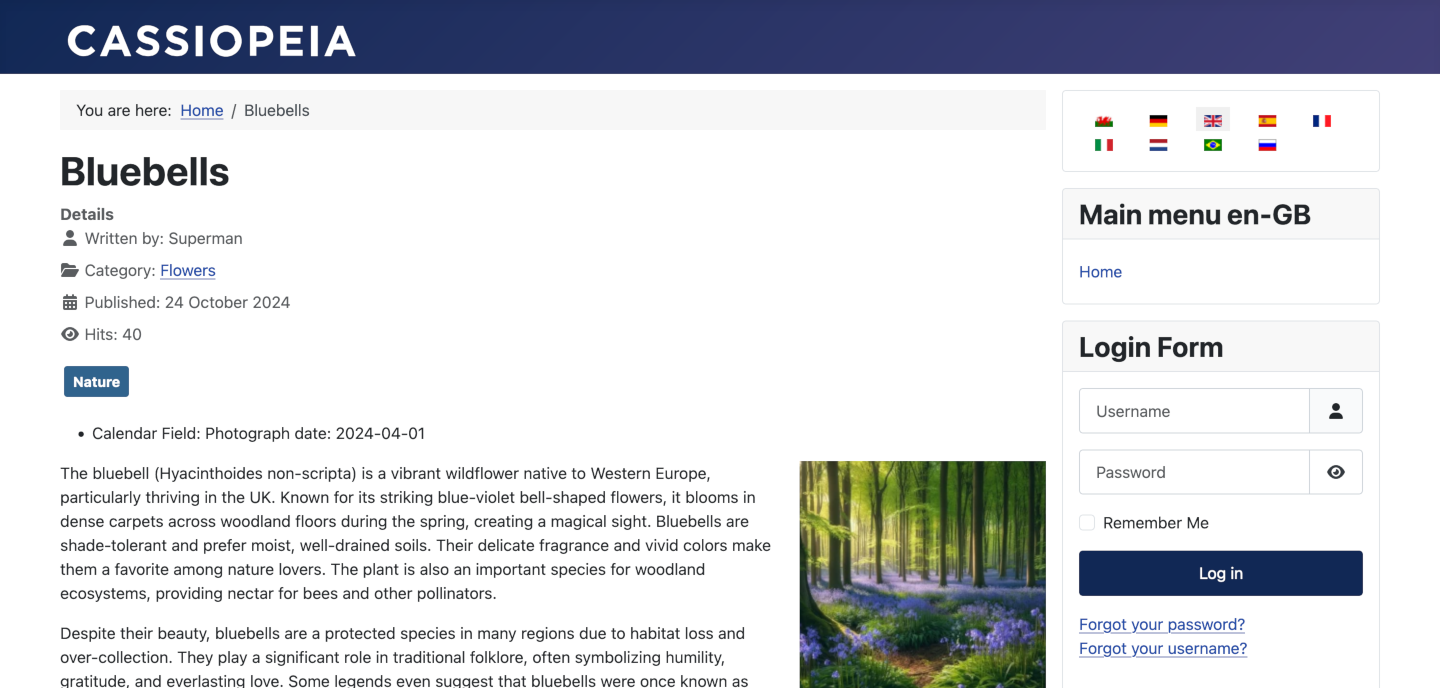 CASSIOPEIA
You are here: Home / Bluebells
Bluebells
Details
Written by: Superman
Category: Flowers
Published: 24 October 2024
Hits: 40
Nature
• Calendar Field: Photograph date: 2024-04-01
The bluebell (Hyacinthoides non-scripta) is a vibrant wildflower native to Western Europe,
particularly thriving in the UK. Known for its striking blue-violet bell-shaped flowers, it blooms in
dense carpets across woodland floors during the spring, creating a magical sight. Bluebells are
shade-tolerant and prefer moist, well-drained soils. Their delicate fragrance and vivid colors make
them a favorite among nature lovers. The plant is also an important species for woodland
ecosystems, providing nectar for bees and other pollinators.
Despite their beauty, bluebells are a protected species in many regions due to habitat loss and
over-collection. They play a significant role in traditional folklore, often symbolizing humility,
gratitude, and everlasting love. Some legends even suggest that bluebells were once known as
Main menu en-GB
Home
Login Form
Username
Password
Remember Me
Log in
Forgot your password?
Forgot your username?